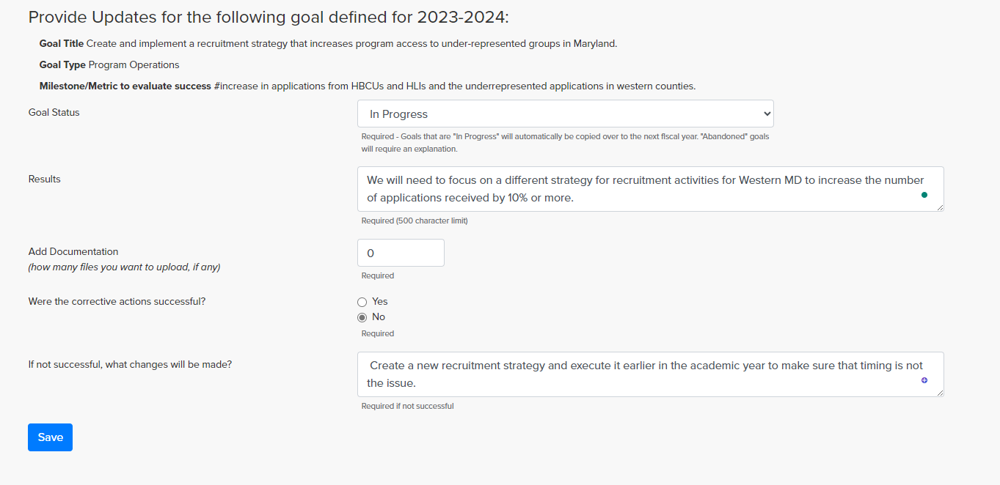 Provide Updates for the following goal defined for 2023-2024:
Goal Title Create and implement a recruitment strategy that increases program access to under-represented groups in Maryland.
Goal Type Program Operations
Milestone/Metric to evaluate success #increase in applications from HBCUs and HLIs and the underrepresented applications in western counties.
Goal Status
In Progress
Required - Goals that are "In Progress" will automatically be copied over to the next fiscal year. "Abandoned" goals
will require an explanation.
Results
We will need to focus on a different strategy for recruitment activities for Western MD to increase the number
of applications received by 10% or more.
Required (500 character limit)
Add Documentation
(how many files you want to upload, if any)
0
Required
Were the corrective actions successful?
Yes
No
Required
If not successful, what changes will be made?
Create a new recruitment strategy and execute it earlier in the academic year to make sure that timing is not
the issue.
Required if not successful
Save